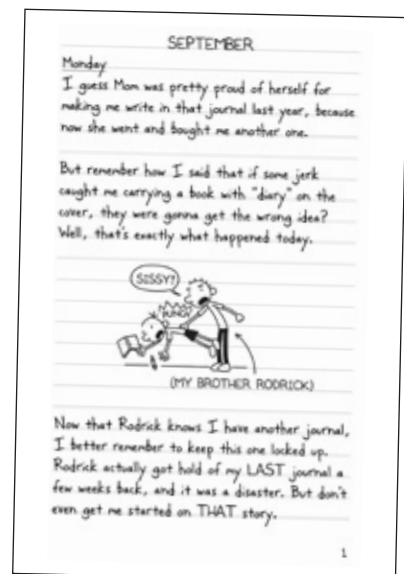 SEPTEMBER
Monday
I guess Mom was pretty proud of herself for
making me write in that journal last year, because
now she went and bought me another one.
But remember how I said that if some jerk
caught me carrying a book with "diary" on the
cover, they were gonna get the wrong idea?
Well, that's exactly what happened today.
SISSY!
(MY BROTHER RODRICK)
Now that Rodrick knows I have another journal,
I better remember to keep this one locked up.
Rodrick actually got hold of my LAST journal a
few weeks back, and it was a disaster. But don't
even get me started on THAT story.
1